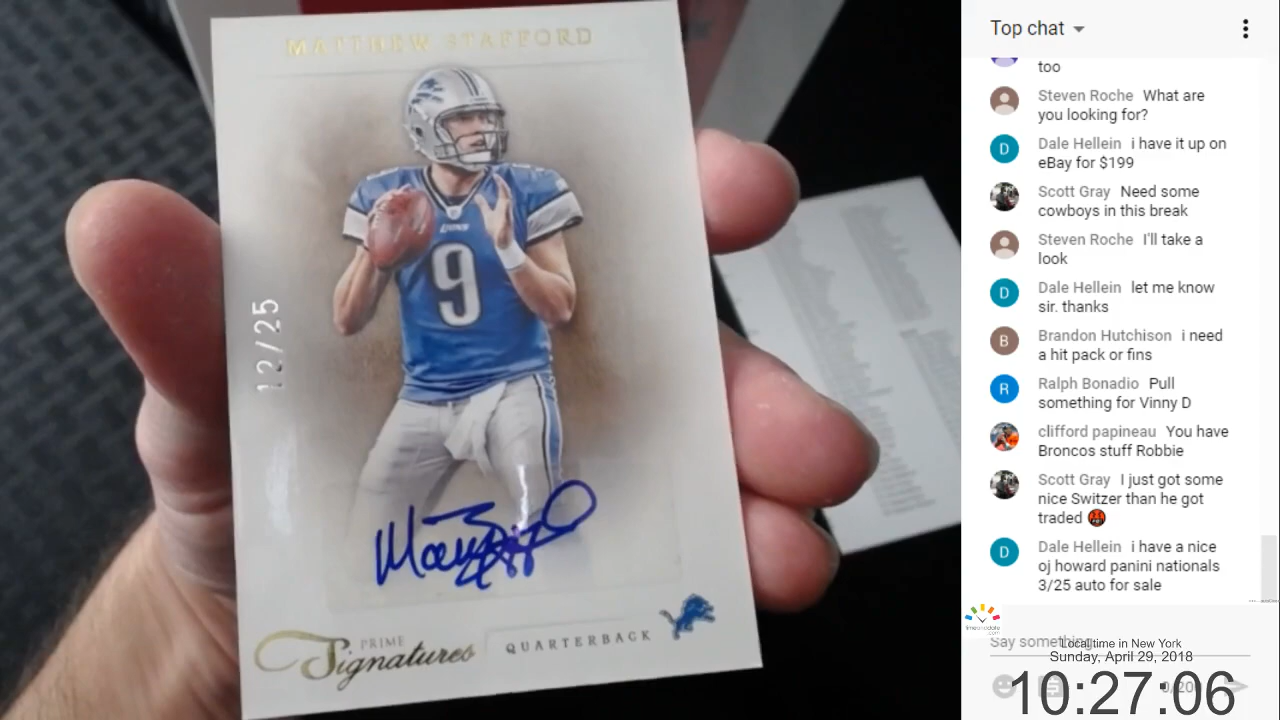 MATTHEW STAFFORD
LIONS
9
12/25
PRIME
Signatures
QUARTERBACK
Top chat
too
Steven Roche What are
you looking for?
D
Dale Hellein i have it up on
eBay for $199
Scott Gray Need some
cowboys in this break
Steven Roche I'll take a
look
D
Dale Hellein let me know
sir. thanks
B
Brandon Hutchison i need
a hit pack or fins
R
Ralph Bonadio Pull
something for Vinny D
clifford papineau You have
Broncos stuff Robbie
Scott Gray I just got some
nice Switzer than he got
traded
D
Dale Hellein i have a nice
oj howard panini nationals
3/25 auto for sale
Say something...
Local time in New York
Sunday, April 29, 2018
10:27:06